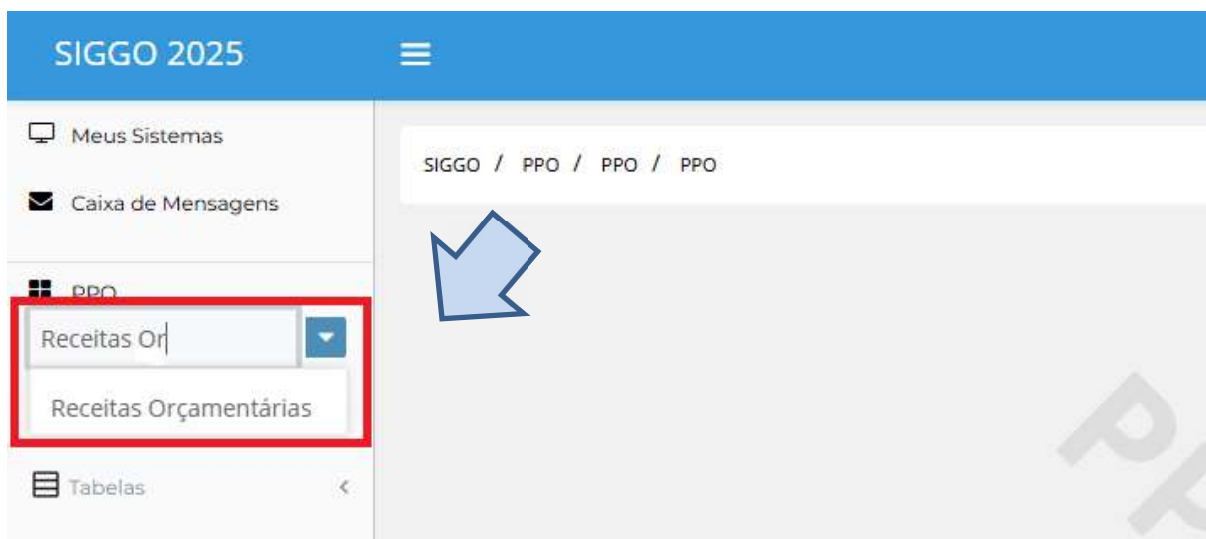 SIGGO 2025
Meus Sistemas
SIGGO / PPO / PPO / PPO
Caixa de Mensagens
PPO
Receitas Or
Receitas Orçamentárias
Tabelas